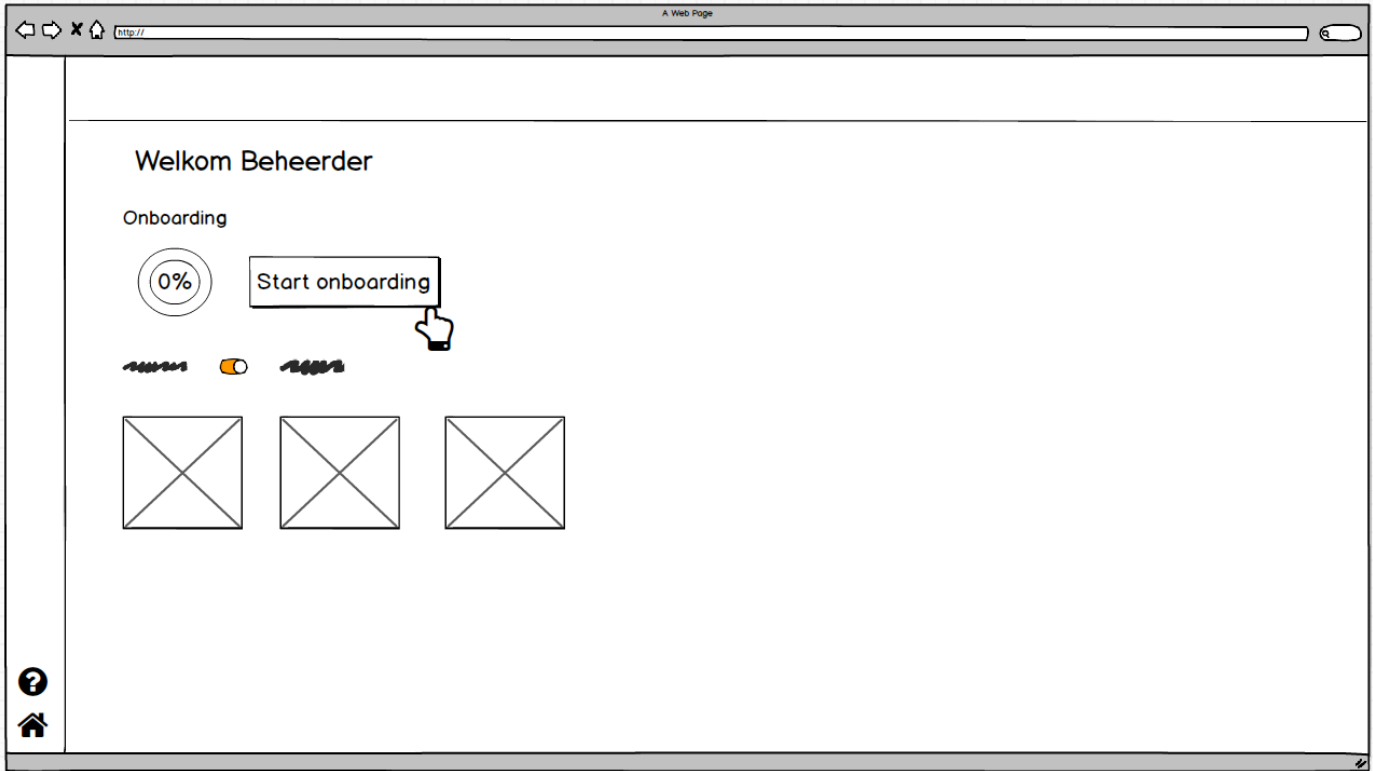 A Web Page
http://
Welkom Beheerder
Onboarding
0%
Start onboarding
?